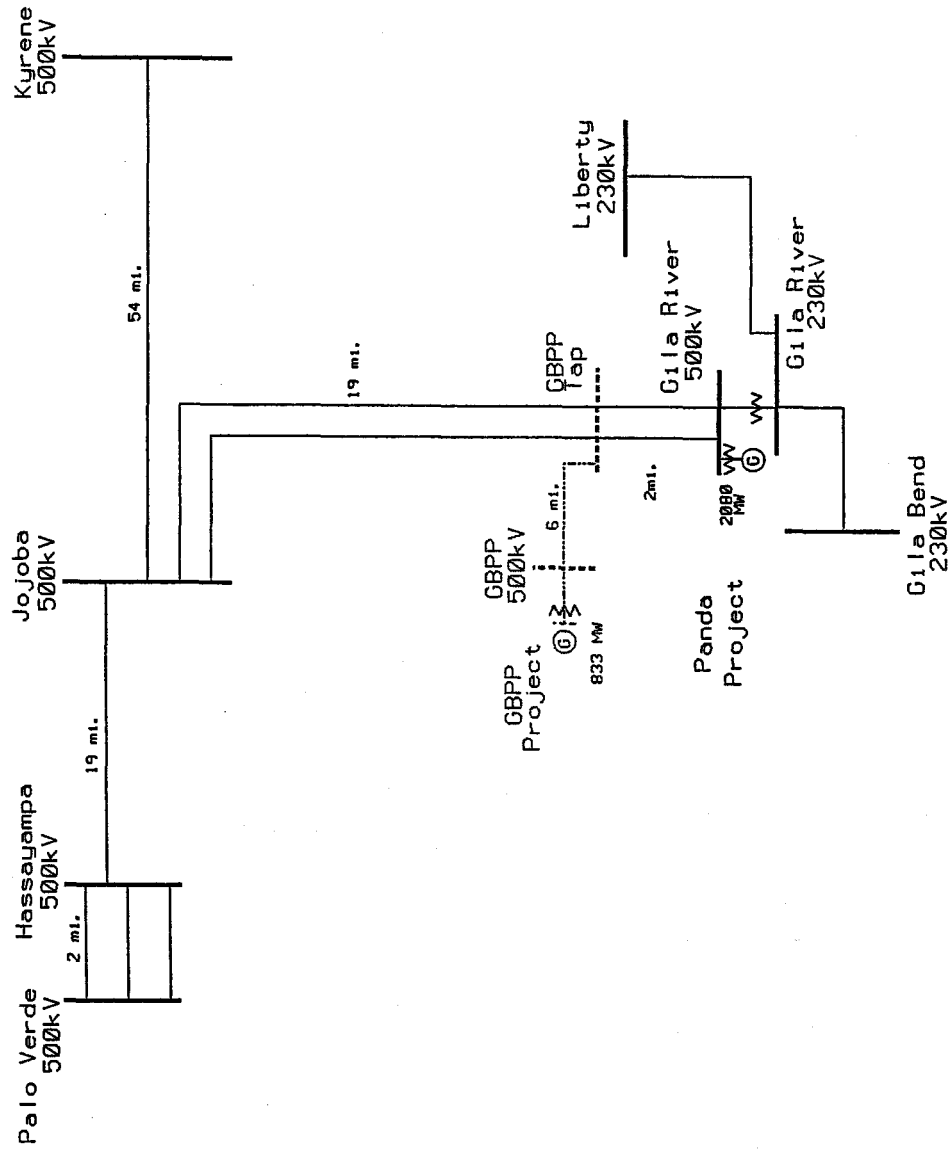 Palo Verde
500kV
2 mi.
Hassayampa
500kV
19 mi.
Jojoba
500kV
54 mi.
Kyrene
500kV
19 mi.
GBPP
Project
GBPP
500kV
833 MW
6 mi.
GBPP
Tap
2mi.
Liberty
230kV
Panda
Project
2080
MW
G
G
Gila River
500kV
Gila River
230kV
Gila Bend
230kV